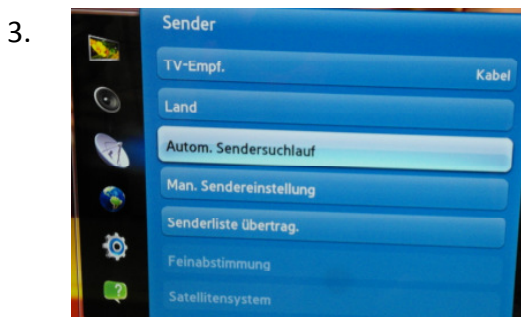 3.
Sender
TV-Empf. Kabel
Land
Autom. Sendersuchlauf
Man. Sendereinstellung
Senderliste übertrag.
Feinabstimmung
Satellitensystem